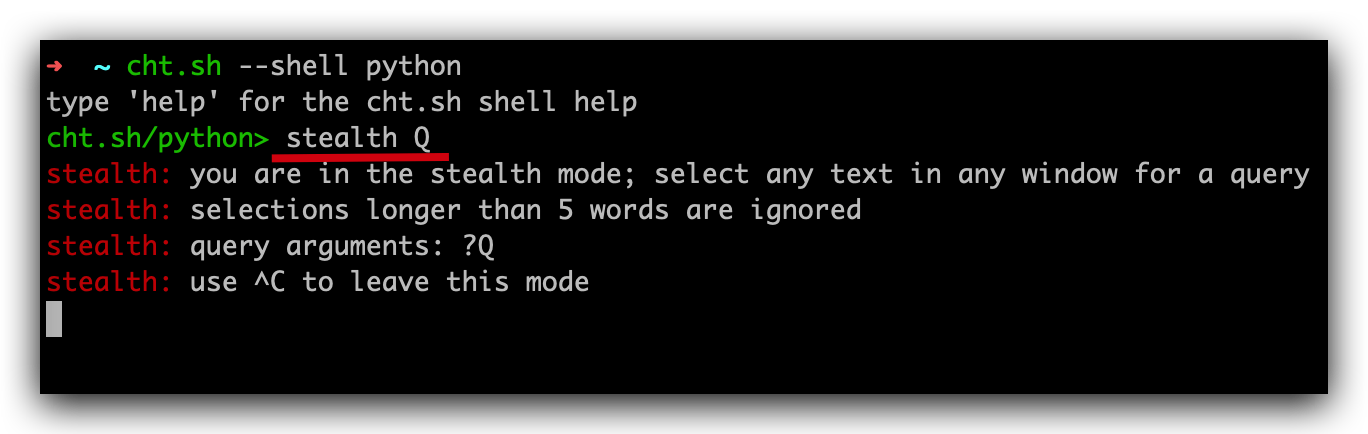 ➜  ~ cht.sh --shell python
type 'help' for the cht.sh shell help
cht.sh/python> stealth Q
stealth: you are in the stealth mode; select any text in any window for a query
stealth: selections longer than 5 words are ignored
stealth: query arguments: ?Q
stealth: use ^C to leave this mode